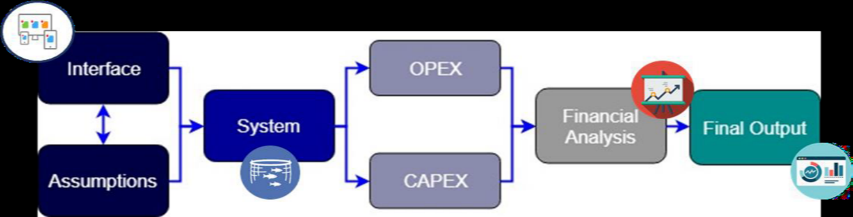 Interface
Assumptions
System
OPEX
CAPEX
Financial
Analysis
Final Output